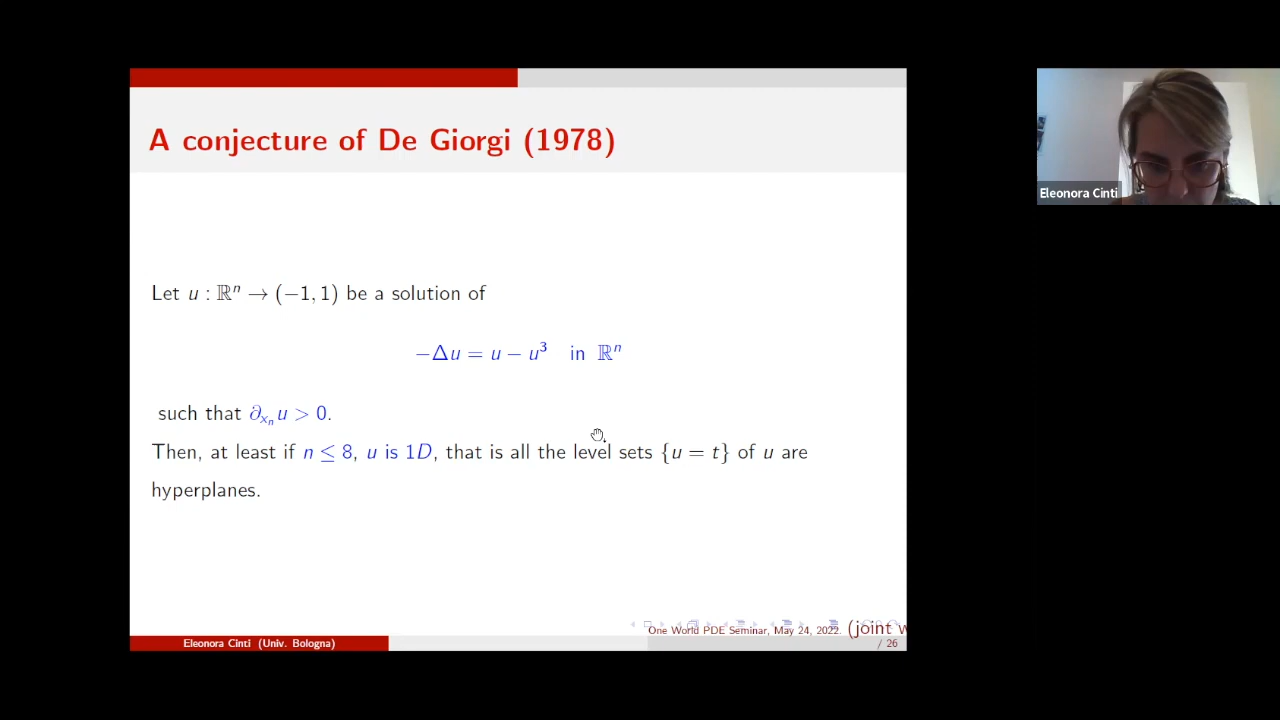 A conjecture of De Giorgi (1978)
Eleonora Cinti
Let u : ℝⁿ → (−1, 1) be a solution of
−Δu = u − u³ in ℝⁿ
such that ∂ₓₙu > 0.
Then, at least if n ≤ 8, u is 1D, that is all the level sets {u = t} of u are
hyperplanes.
One World PDE Seminar, May 24, 2022. (joint w
Eleonora Cinti (Univ. Bologna)
/ 26